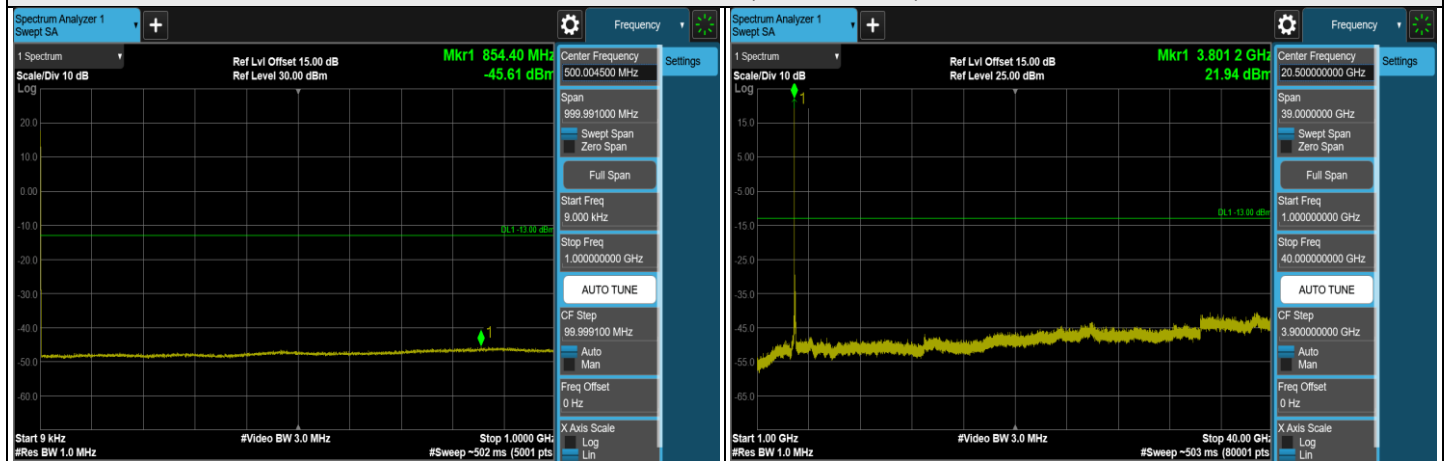 Spectrum Analyzer 1
Swept SA
+
Frequency
1 Spectrum
Scale/Div 10 dB
Log
Ref Lvl Offset 15.00 dB
Ref Level 30.00 dBm
Mkr1 854.40 MHz
-45.61 dBm
1
20.0
10.0
0.00
-10.0
-20.0
-30.0
-40.0
-50.0
-60.0
DL1 -13.00 dBm
Start 9 kHz
#Res BW 1.0 MHz
#Video BW 3.0 MHz
Stop 1.0000 GHz
#Sweep ~502 ms (5001 pts)
Settings
Center Frequency
500.004500 MHz
Span
999.991000 MHz
Swept Span
Zero Span
Full Span
Start Freq
9.000 kHz
Stop Freq
1.000000000 GHz
AUTO TUNE
CF Step
99.999100 MHz
Auto
Man
Freq Offset
0 Hz
X Axis Scale
Log
Lin
Spectrum Analyzer 1
Swept SA
+
Frequency
1 Spectrum
Scale/Div 10 dB
Log
Ref Lvl Offset 15.00 dB
Ref Level 25.00 dBm
Mkr1 3.801 2 GHz
21.94 dBm
1
15.0
5.00
-5.00
-15.0
-25.0
-35.0
-45.0
-55.0
-65.0
DL1 -13.00 dBm
Start 1.00 GHz
#Res BW 1.0 MHz
#Video BW 3.0 MHz
Stop 40.00 GHz
#Sweep ~503 ms (80001 pts)
Settings
Center Frequency
20.500000000 GHz
Span
39.0000000 GHz
Swept Span
Zero Span
Full Span
Start Freq
1.000000000 GHz
Stop Freq
40.000000000 GHz
AUTO TUNE
CF Step
3.900000000 GHz
Auto
Man
Freq Offset
0 Hz
X Axis Scale
Log
Lin